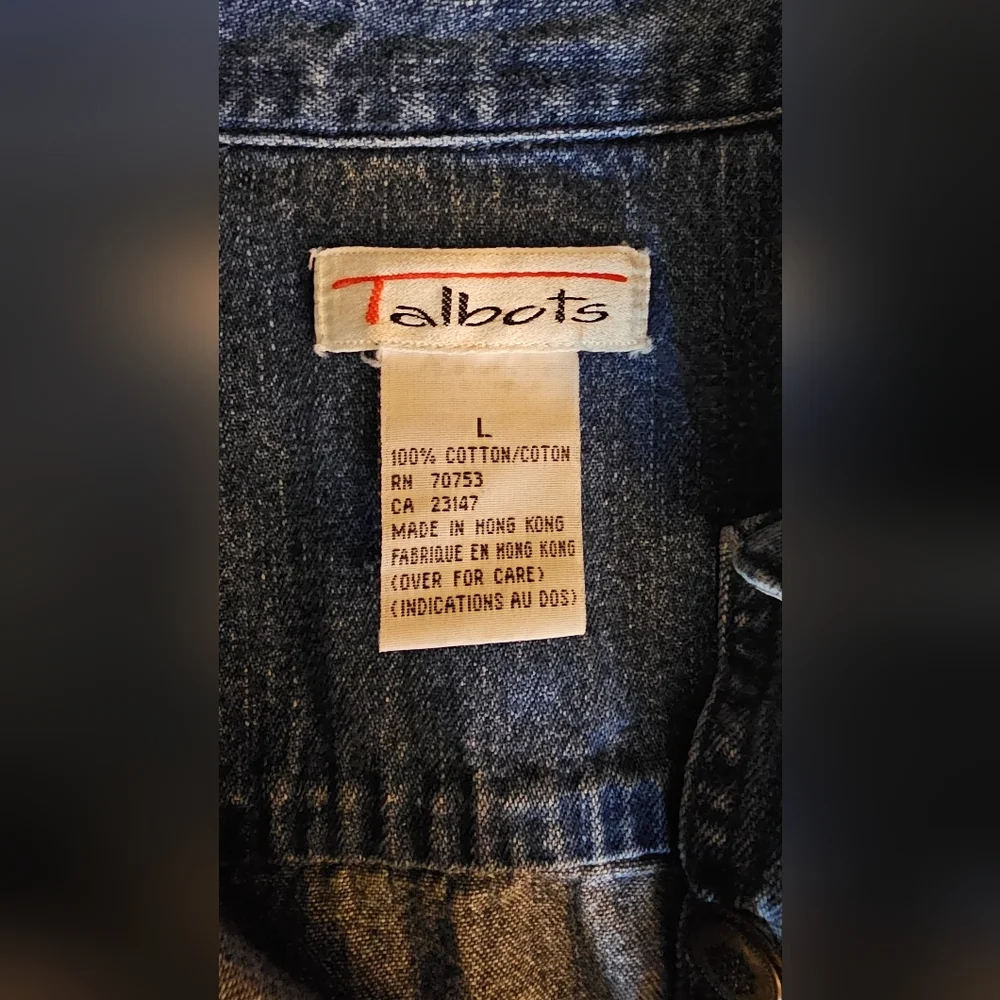 Talbots
L
100% COTTON/COTON
RN 70753
CA 23147
MADE IN HONG KONG
FABRIQUE EN HONG KONG
(OVER FOR CARE)
(INDICATIONS AU DOS)